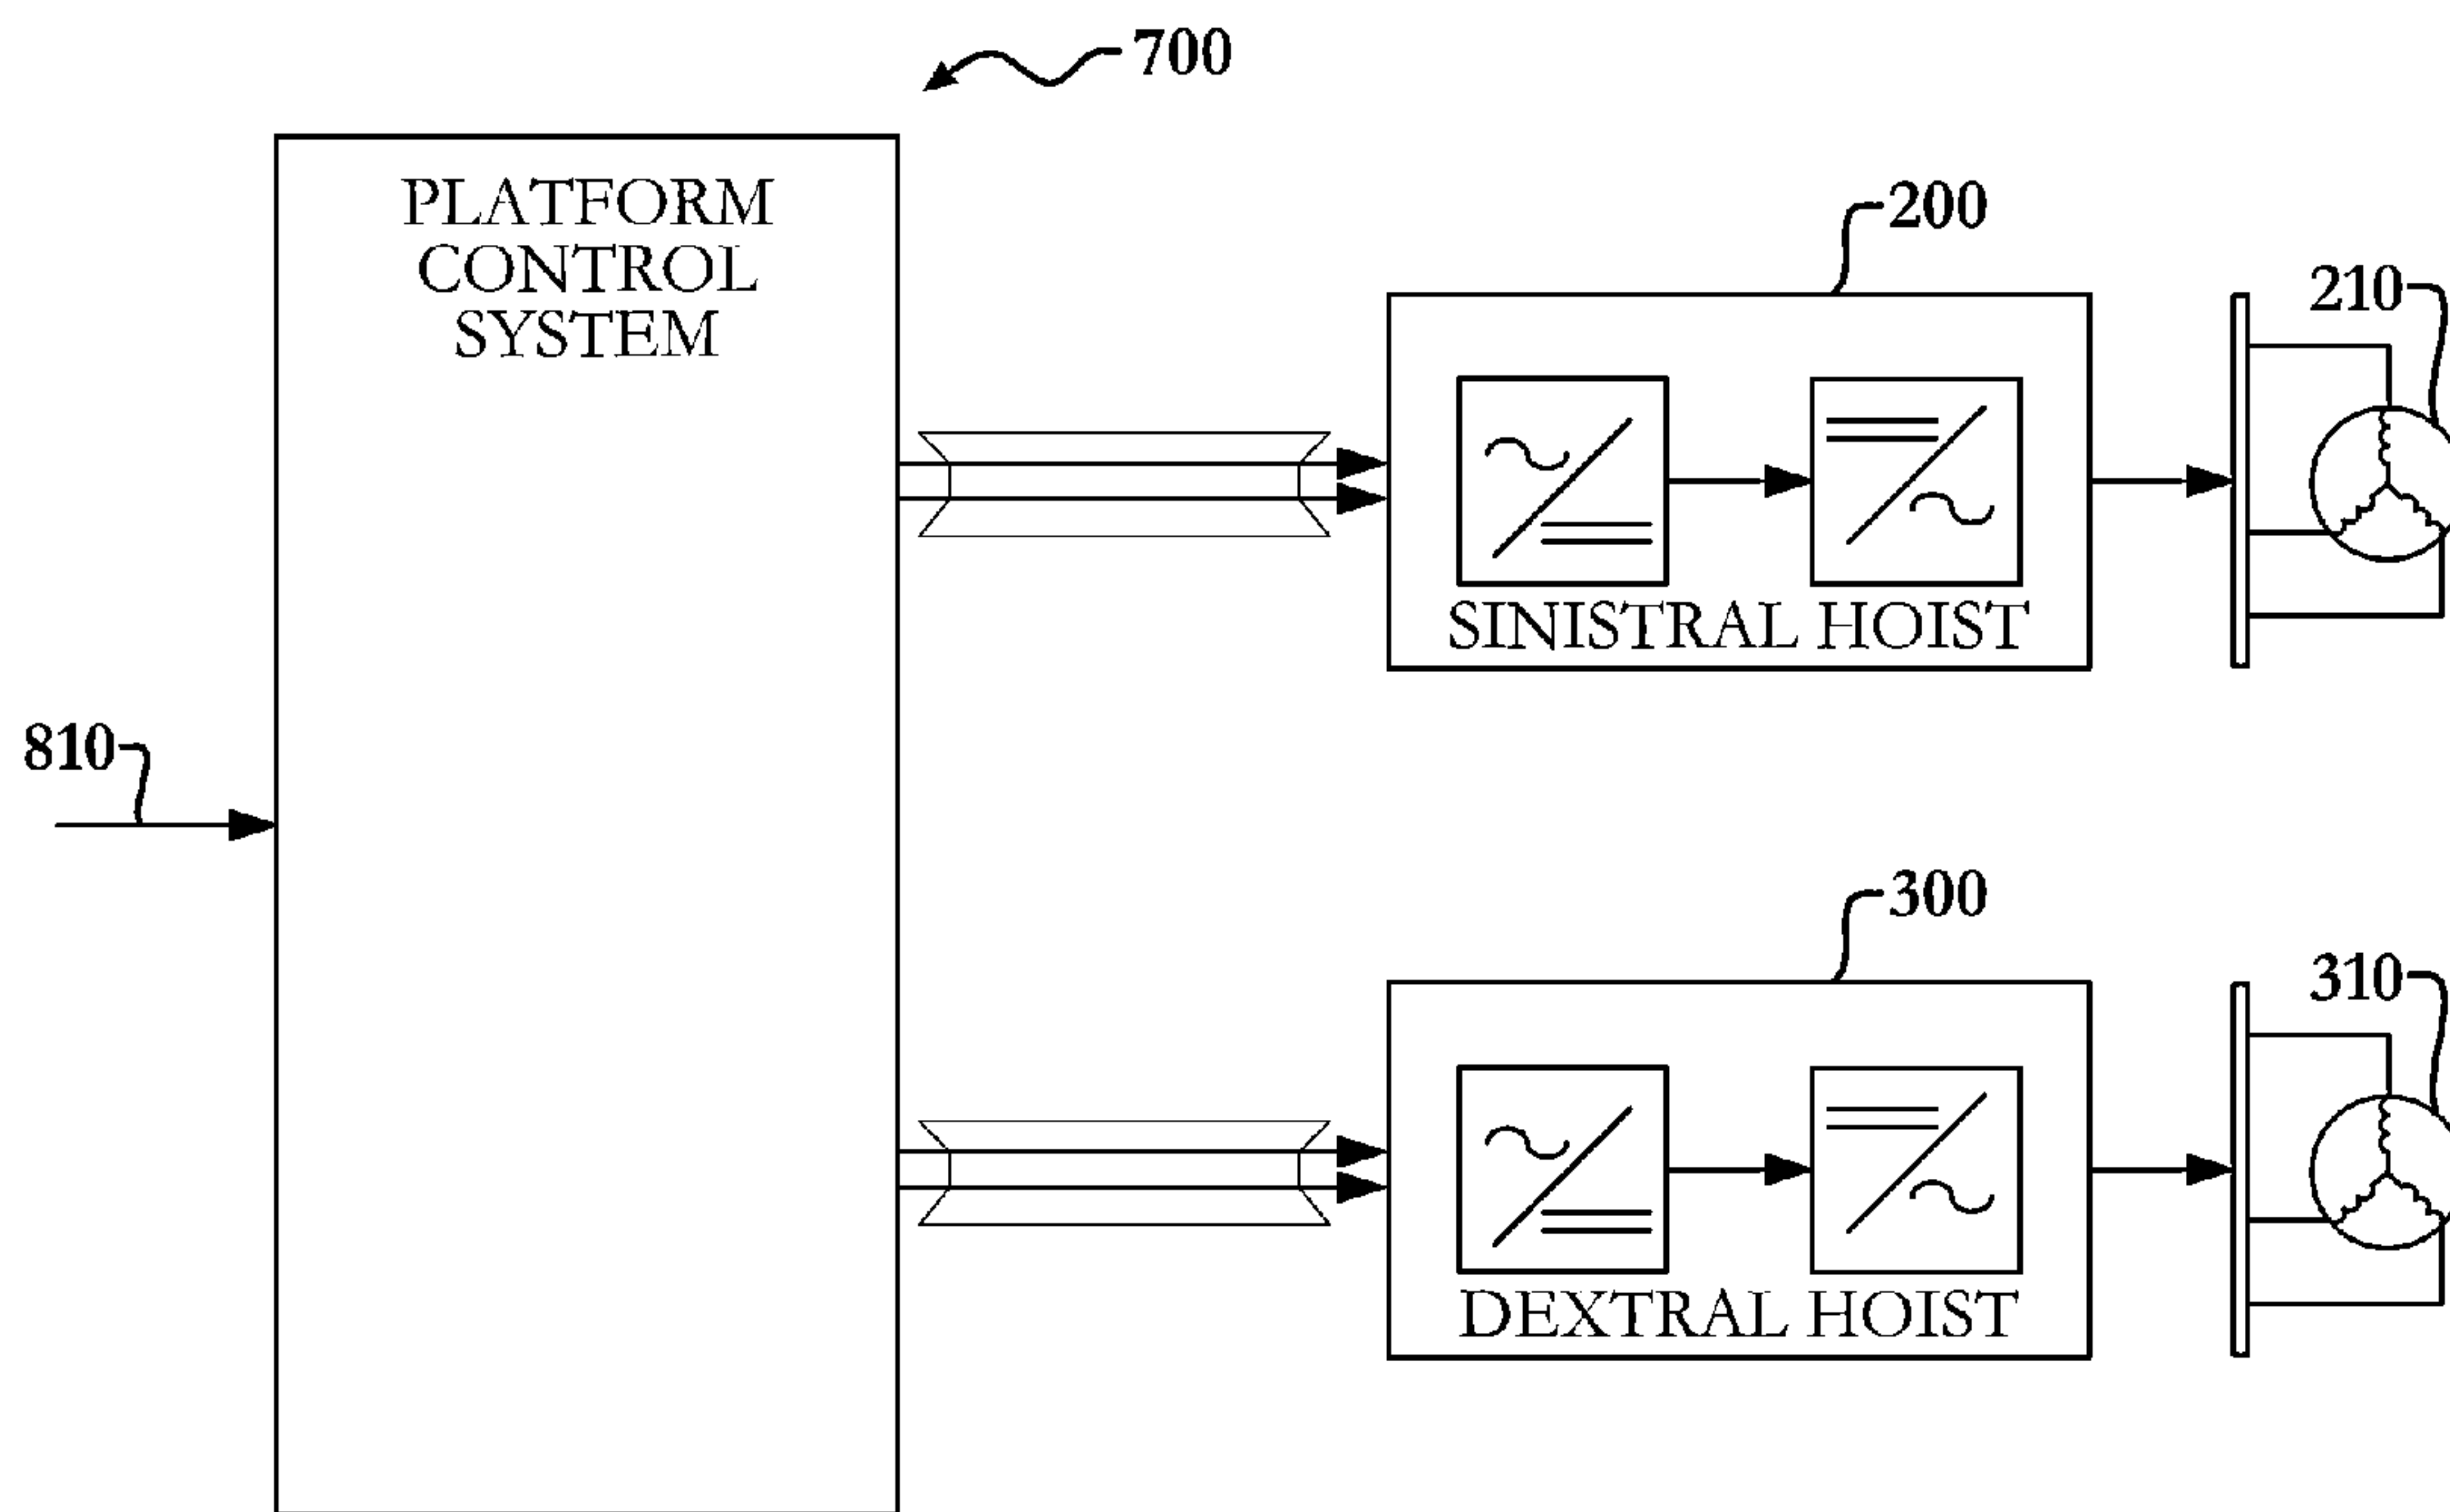 700
PLATFORM
CONTROL
SYSTEM
200
210
SINISTRAL HOIST
810
300
310
DEXTRAL HOIST